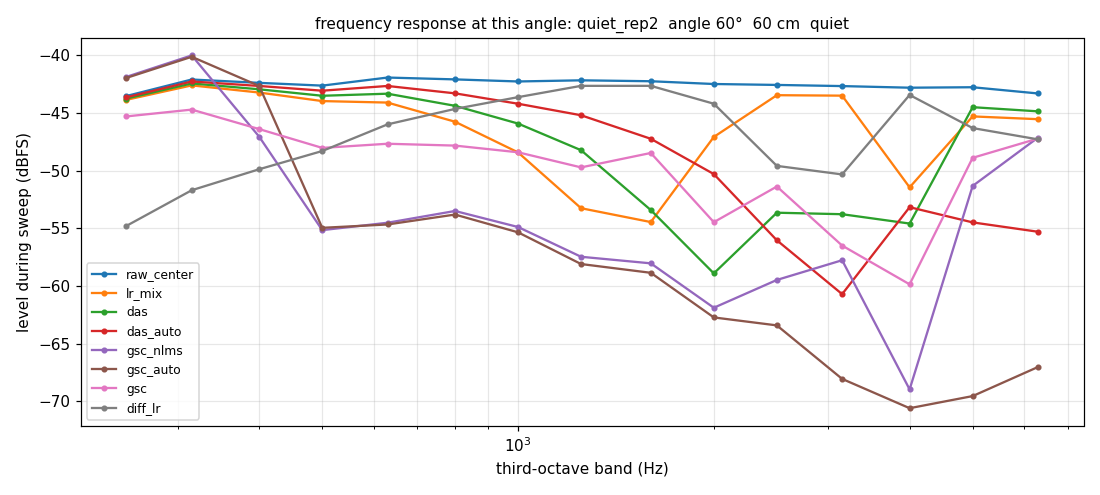 frequency response at this angle: quiet_rep2  angle 60°  60 cm  quiet
level during sweep (dBFS)
−40
−45
−50
−55
−60
−65
−70
raw_center
lr_mix
das
das_auto
gsc_nlms
gsc_auto
gsc
diff_lr
10³
third-octave band (Hz)